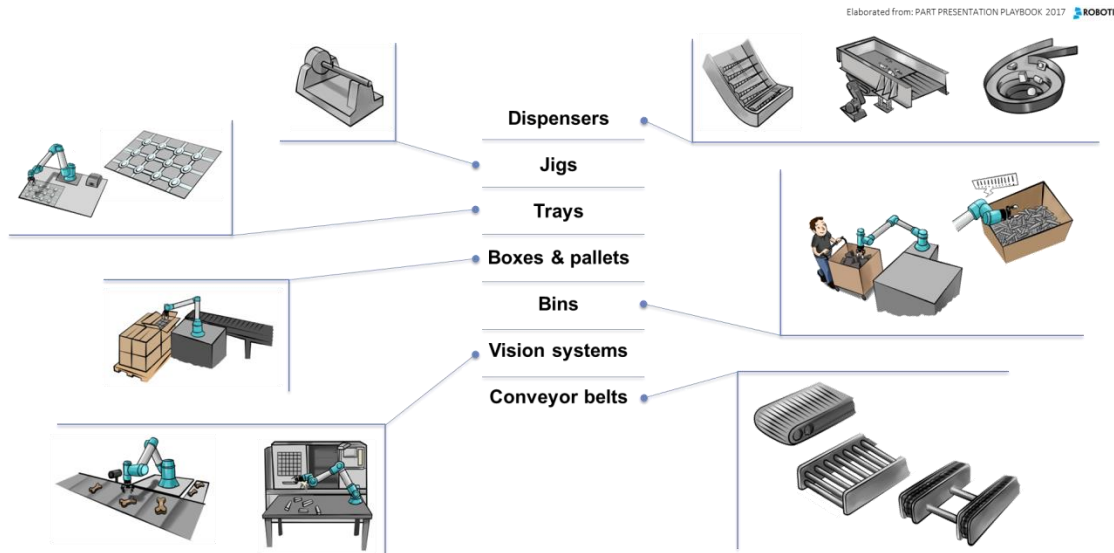 Elaborated from: PART PRESENTATION PLAYBOOK 2017
Dispensers
Jigs
Trays
Boxes & pallets
Bins
Vision systems
Conveyor belts